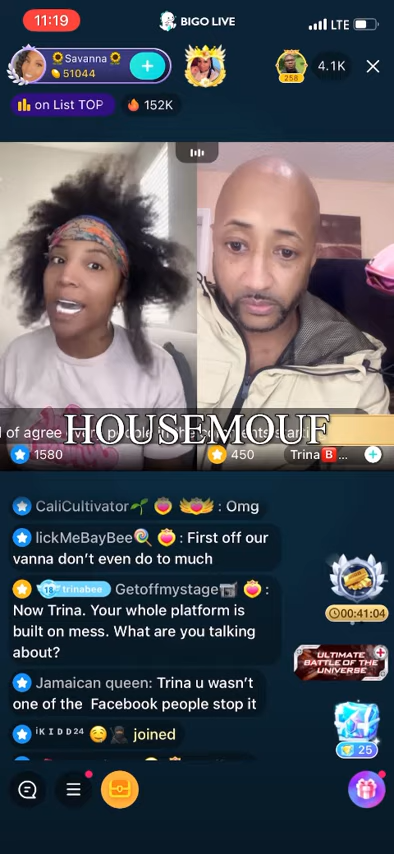 11:19
BIGO LIVE
LTE
🌻Savanna🌻
51044
258
4.1K
on List TOP
152K
of agree
HOUSEMOUF
1580
450
Trina🅱️...
CaliCultivator🌱 : Omg
lickMeBayBee🍭 : First off our
vanna don’t even do to much
18 trinabee Getoffmystage🔫 :
Now Trina. Your whole platform is
built on mess. What are you talking
about?
Jamaican queen: Trina u wasn’t
one of the Facebook people stop it
ᶦᴷ ᴵ ᴰ ᴰ ²⁴ joined
00:41:04
ULTIMATE
BATTLE OF THE
UNIVERSE
25